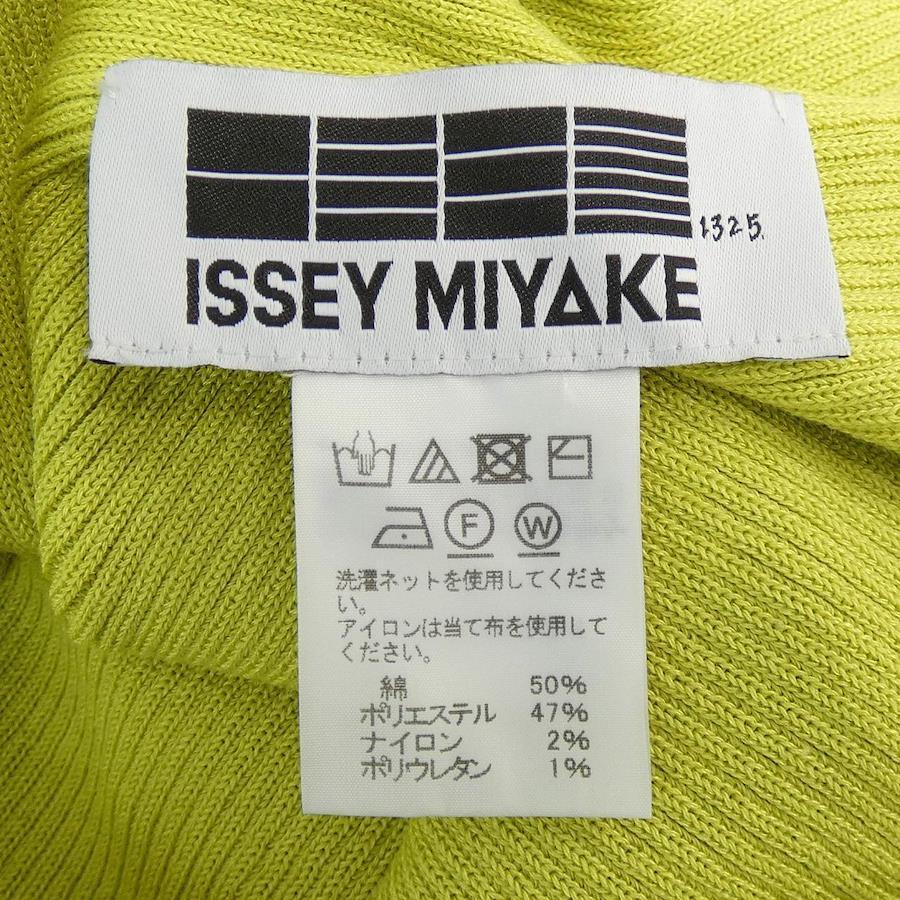 1325.
ISSEY MIYAKE
F W
洗濯ネットを使用してくださ
い。
アイロンは当て布を使用して
ください。
綿 50%
ポリエステル 47%
ナイロン 2%
ポリウレタン 1%